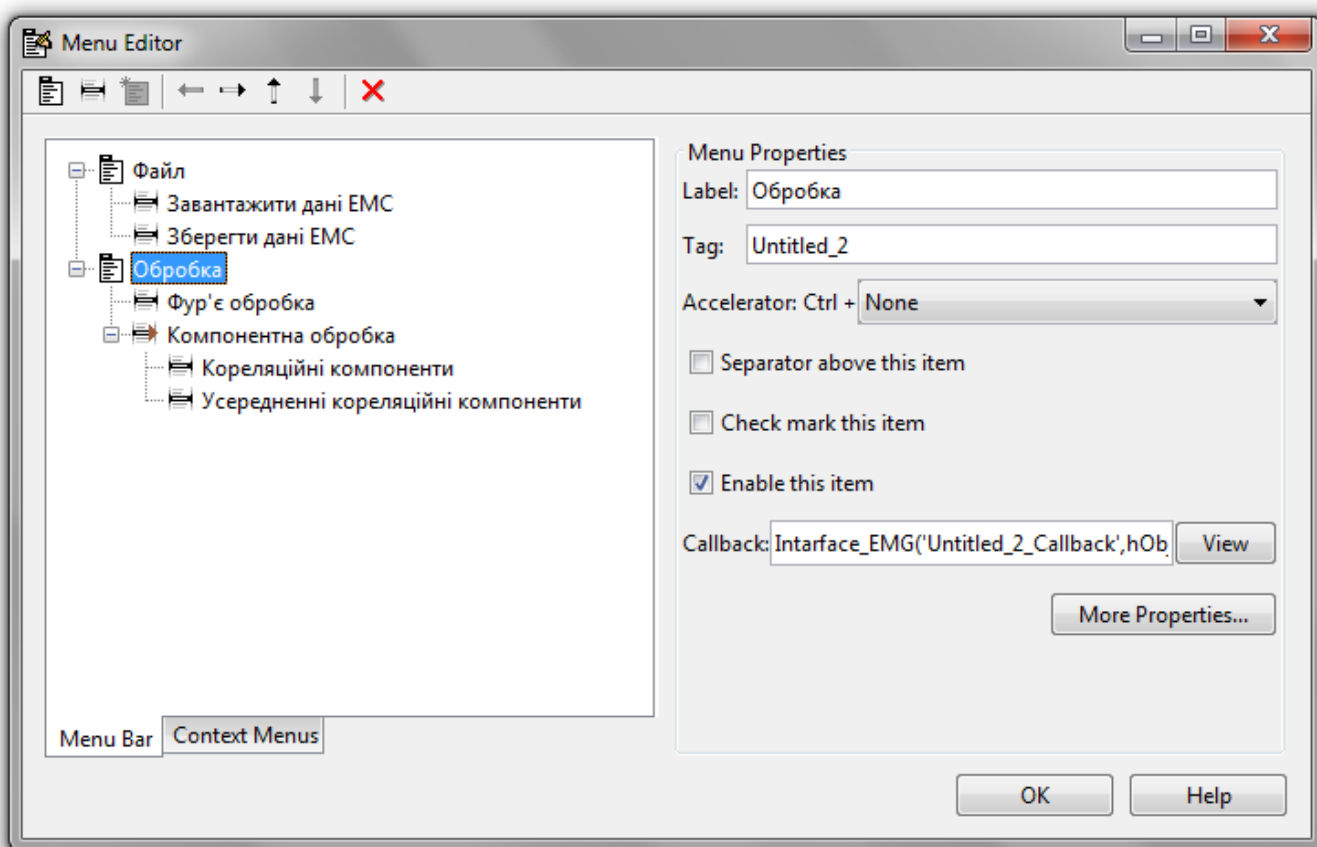 Menu Editor
Файл
Завантажити дані ЕМС
Зберегти дані ЕМС
Обробка
Фур'є обробка
Компонентна обробка
Кореляційні компоненти
Усередненні кореляційні компоненти
Menu Bar
Context Menus
Menu Properties
Label: Обробка
Tag: Untitled_2
Accelerator: Ctrl + None
Separator above this item
Check mark this item
Enable this item
Callback: Intarface_EMG('Untitled_2_Callback',hOb View
More Properties...
OK
Help